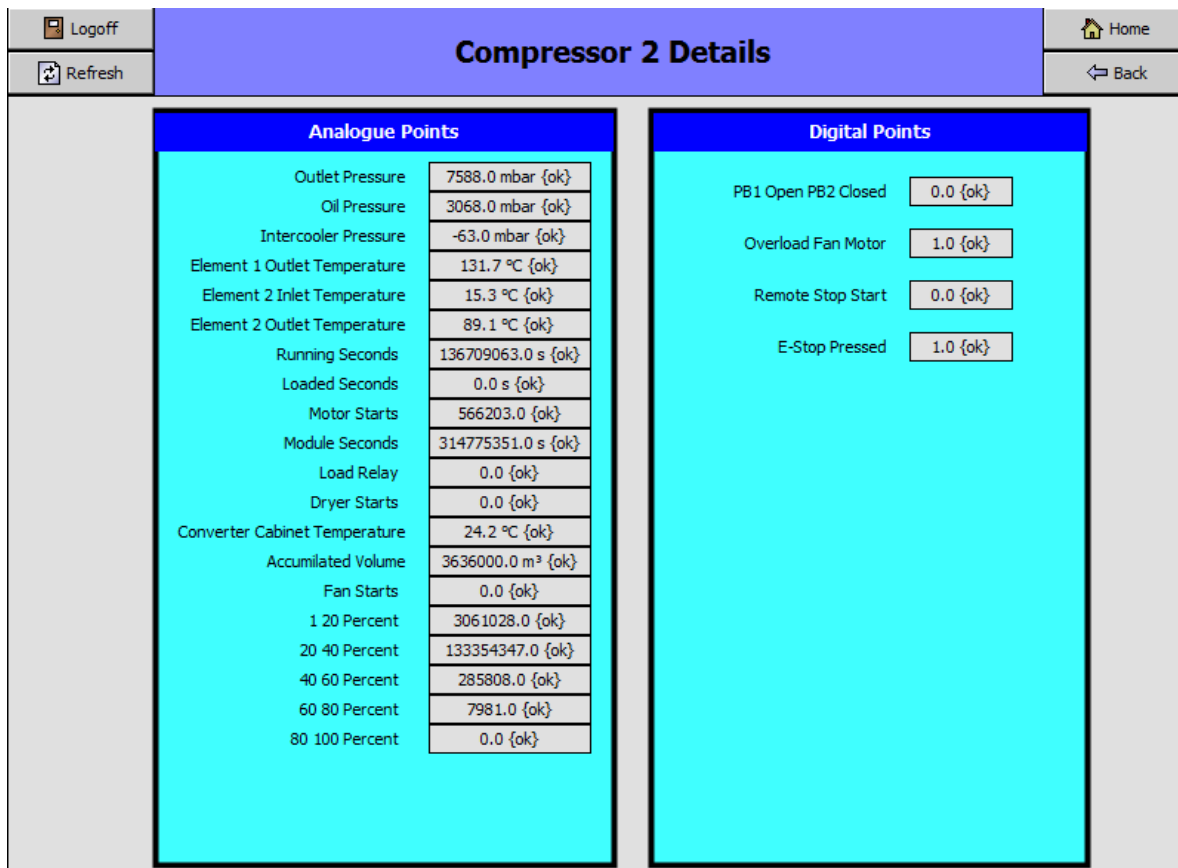 Logoff
Refresh
Compressor 2 Details
Home
Back
Analogue Points
Outlet Pressure 7588.0 mbar {ok}
Oil Pressure 3068.0 mbar {ok}
Intercooler Pressure -63.0 mbar {ok}
Element 1 Outlet Temperature 131.7 ºC {ok}
Element 2 Inlet Temperature 15.3 ºC {ok}
Element 2 Outlet Temperature 89.1 ºC {ok}
Running Seconds 136709063.0 s {ok}
Loaded Seconds 0.0 s {ok}
Motor Starts 566203.0 {ok}
Module Seconds 314775351.0 s {ok}
Load Relay 0.0 {ok}
Dryer Starts 0.0 {ok}
Converter Cabinet Temperature 24.2 ºC {ok}
Accumilated Volume 3636000.0 m³ {ok}
Fan Starts 0.0 {ok}
1 20 Percent 3061028.0 {ok}
20 40 Percent 133354347.0 {ok}
40 60 Percent 285808.0 {ok}
60 80 Percent 7981.0 {ok}
80 100 Percent 0.0 {ok}
Digital Points
PB1 Open PB2 Closed 0.0 {ok}
Overload Fan Motor 1.0 {ok}
Remote Stop Start 0.0 {ok}
E-Stop Pressed 1.0 {ok}